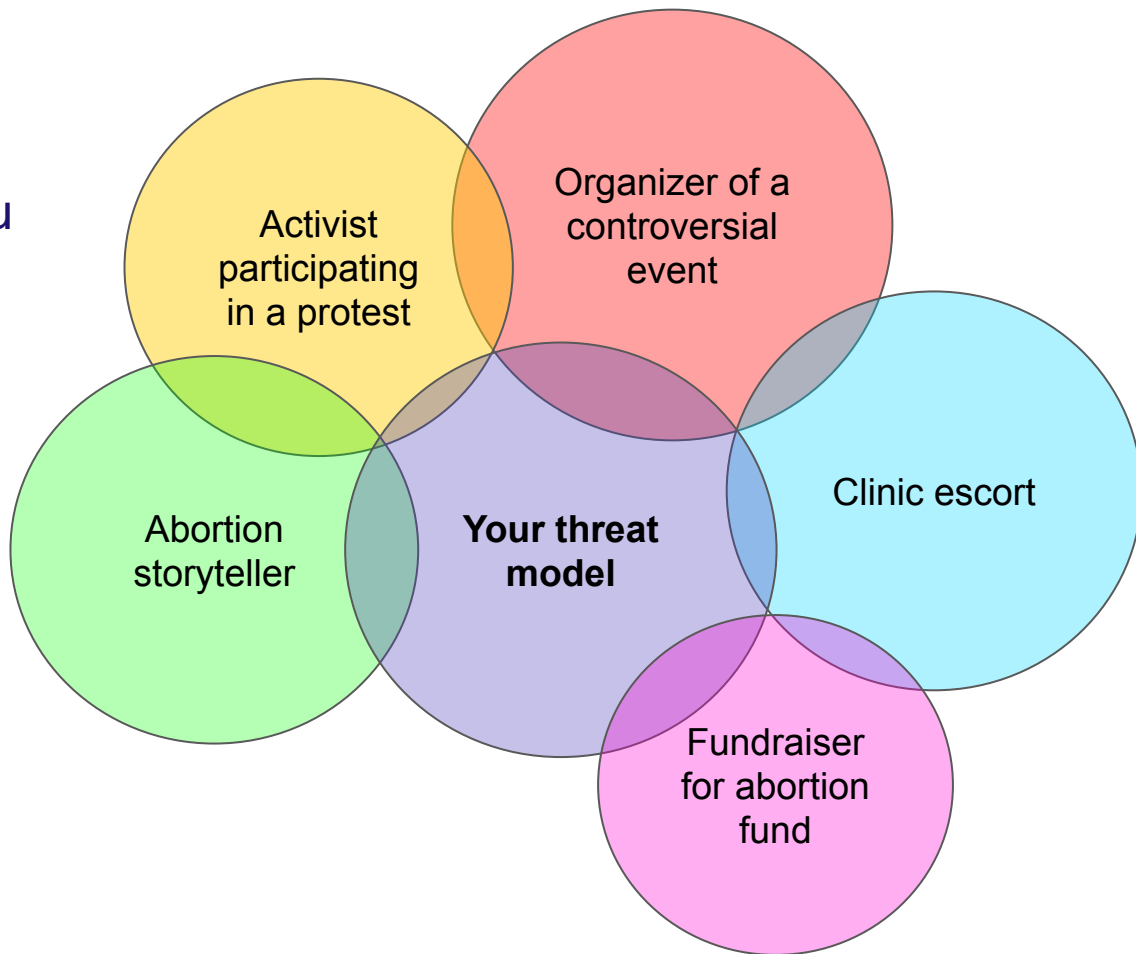 u
Organizer of a
controversial
event
Activist
participating
in a protest
Clinic escort
Abortion
storyteller
Your threat
model
Fundraiser
for abortion
fund